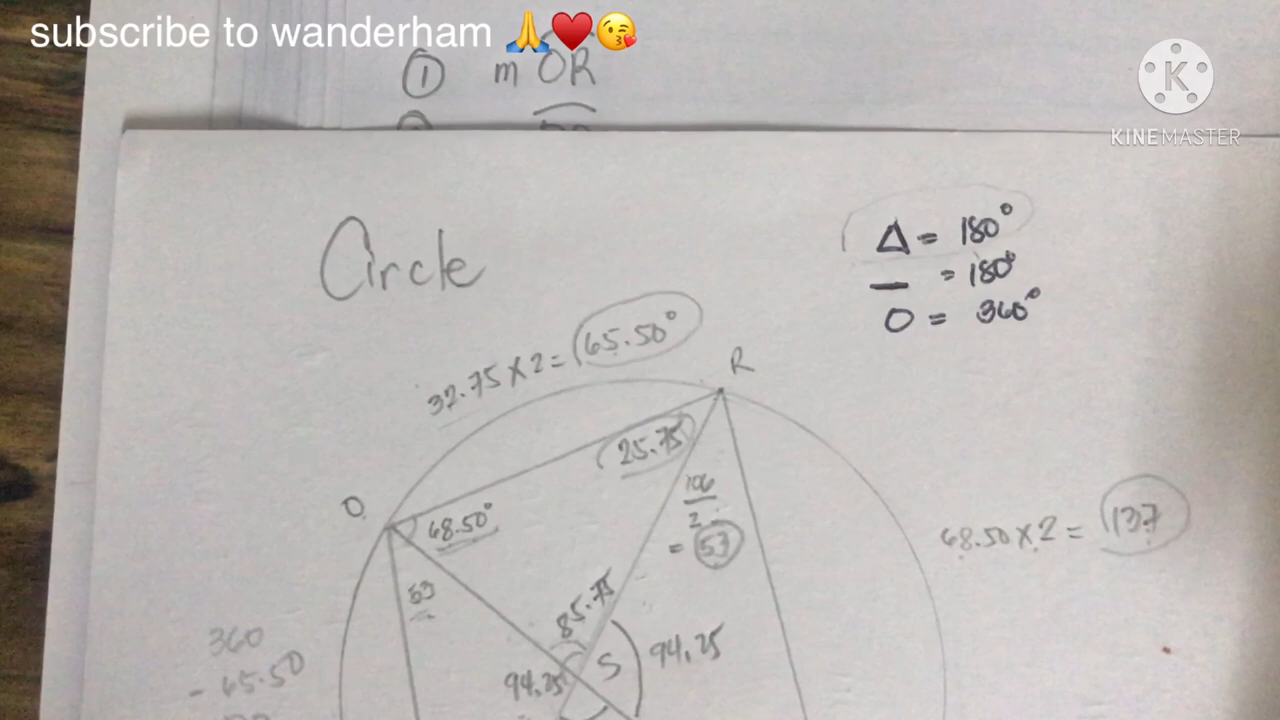 subscribe to wanderham 🙏♥️😘
① m OR
K
KINEMASTER
Circle
Δ = 180°
— = 180°
O = 360°
32.75 x 2 = 65.50°
R
25.75
O
68.50°
106
2
= 53
68.50 x 2 = 137
53
85.75
S
94.25
94.25
360
- 65.50